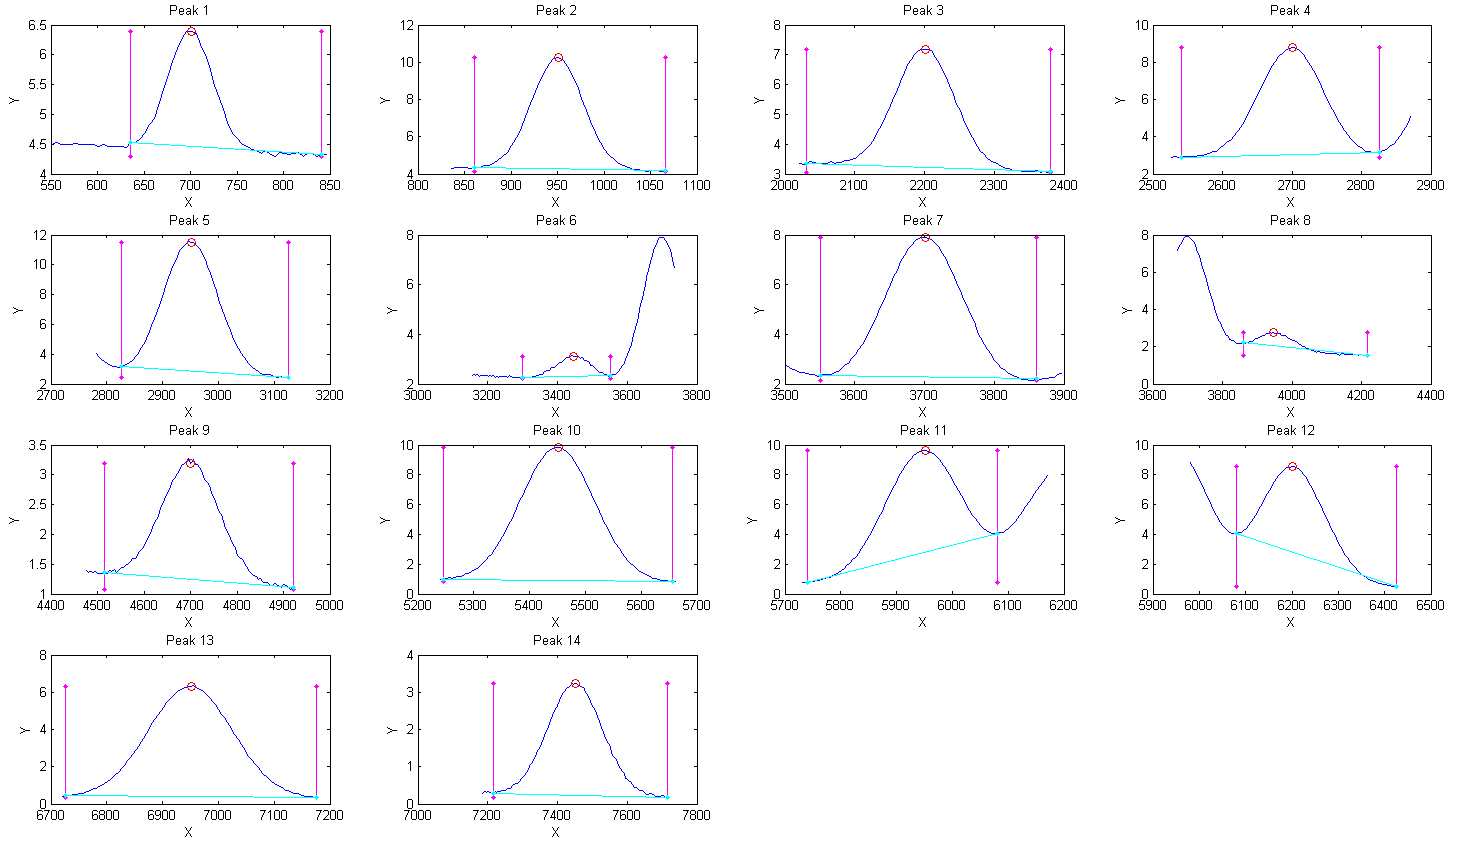 Peak 1
6.5
6
5.5
5
4.5
4
Y
550 600 650 700 750 800 850
X
Peak 2
12
10
8
6
4
Y
800 850 900 950 1000 1050 1100
X
Peak 3
8
7
6
5
4
3
Y
2000 2100 2200 2300 2400
X
Peak 4
10
8
6
4
2
Y
2500 2600 2700 2800 2900
X
Peak 5
12
10
8
6
4
2
Y
2700 2800 2900 3000 3100 3200
X
Peak 6
8
6
4
2
Y
3000 3200 3400 3600 3800
X
Peak 7
8
6
4
2
Y
3500 3600 3700 3800 3900
X
Peak 8
8
6
4
2
0
Y
3600 3800 4000 4200 4400
X
Peak 9
3.5
3
2.5
2
1.5
1
Y
4400 4500 4600 4700 4800 4900 5000
X
Peak 10
10
8
6
4
2
0
Y
5200 5300 5400 5500 5600 5700
X
Peak 11
10
8
6
4
2
0
Y
5700 5800 5900 6000 6100 6200
X
Peak 12
10
8
6
4
2
0
Y
5900 6000 6100 6200 6300 6400 6500
X
Peak 13
8
6
4
2
0
Y
6700 6800 6900 7000 7100 7200
X
Peak 14
4
3
2
1
0
Y
7000 7200 7400 7600 7800
X